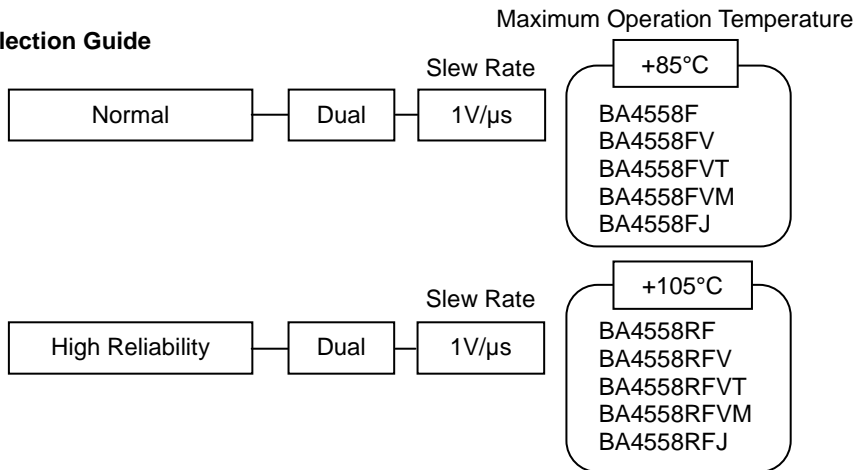 Maximum Operation Temperature
lection Guide
Slew Rate
+85°C
Normal
Dual
1V/μs
BA4558F
BA4558FV
BA4558FVT
BA4558FVM
BA4558FJ
Slew Rate
+105°C
High Reliability
Dual
1V/μs
BA4558RF
BA4558RFV
BA4558RFVT
BA4558RFVM
BA4558RFJ